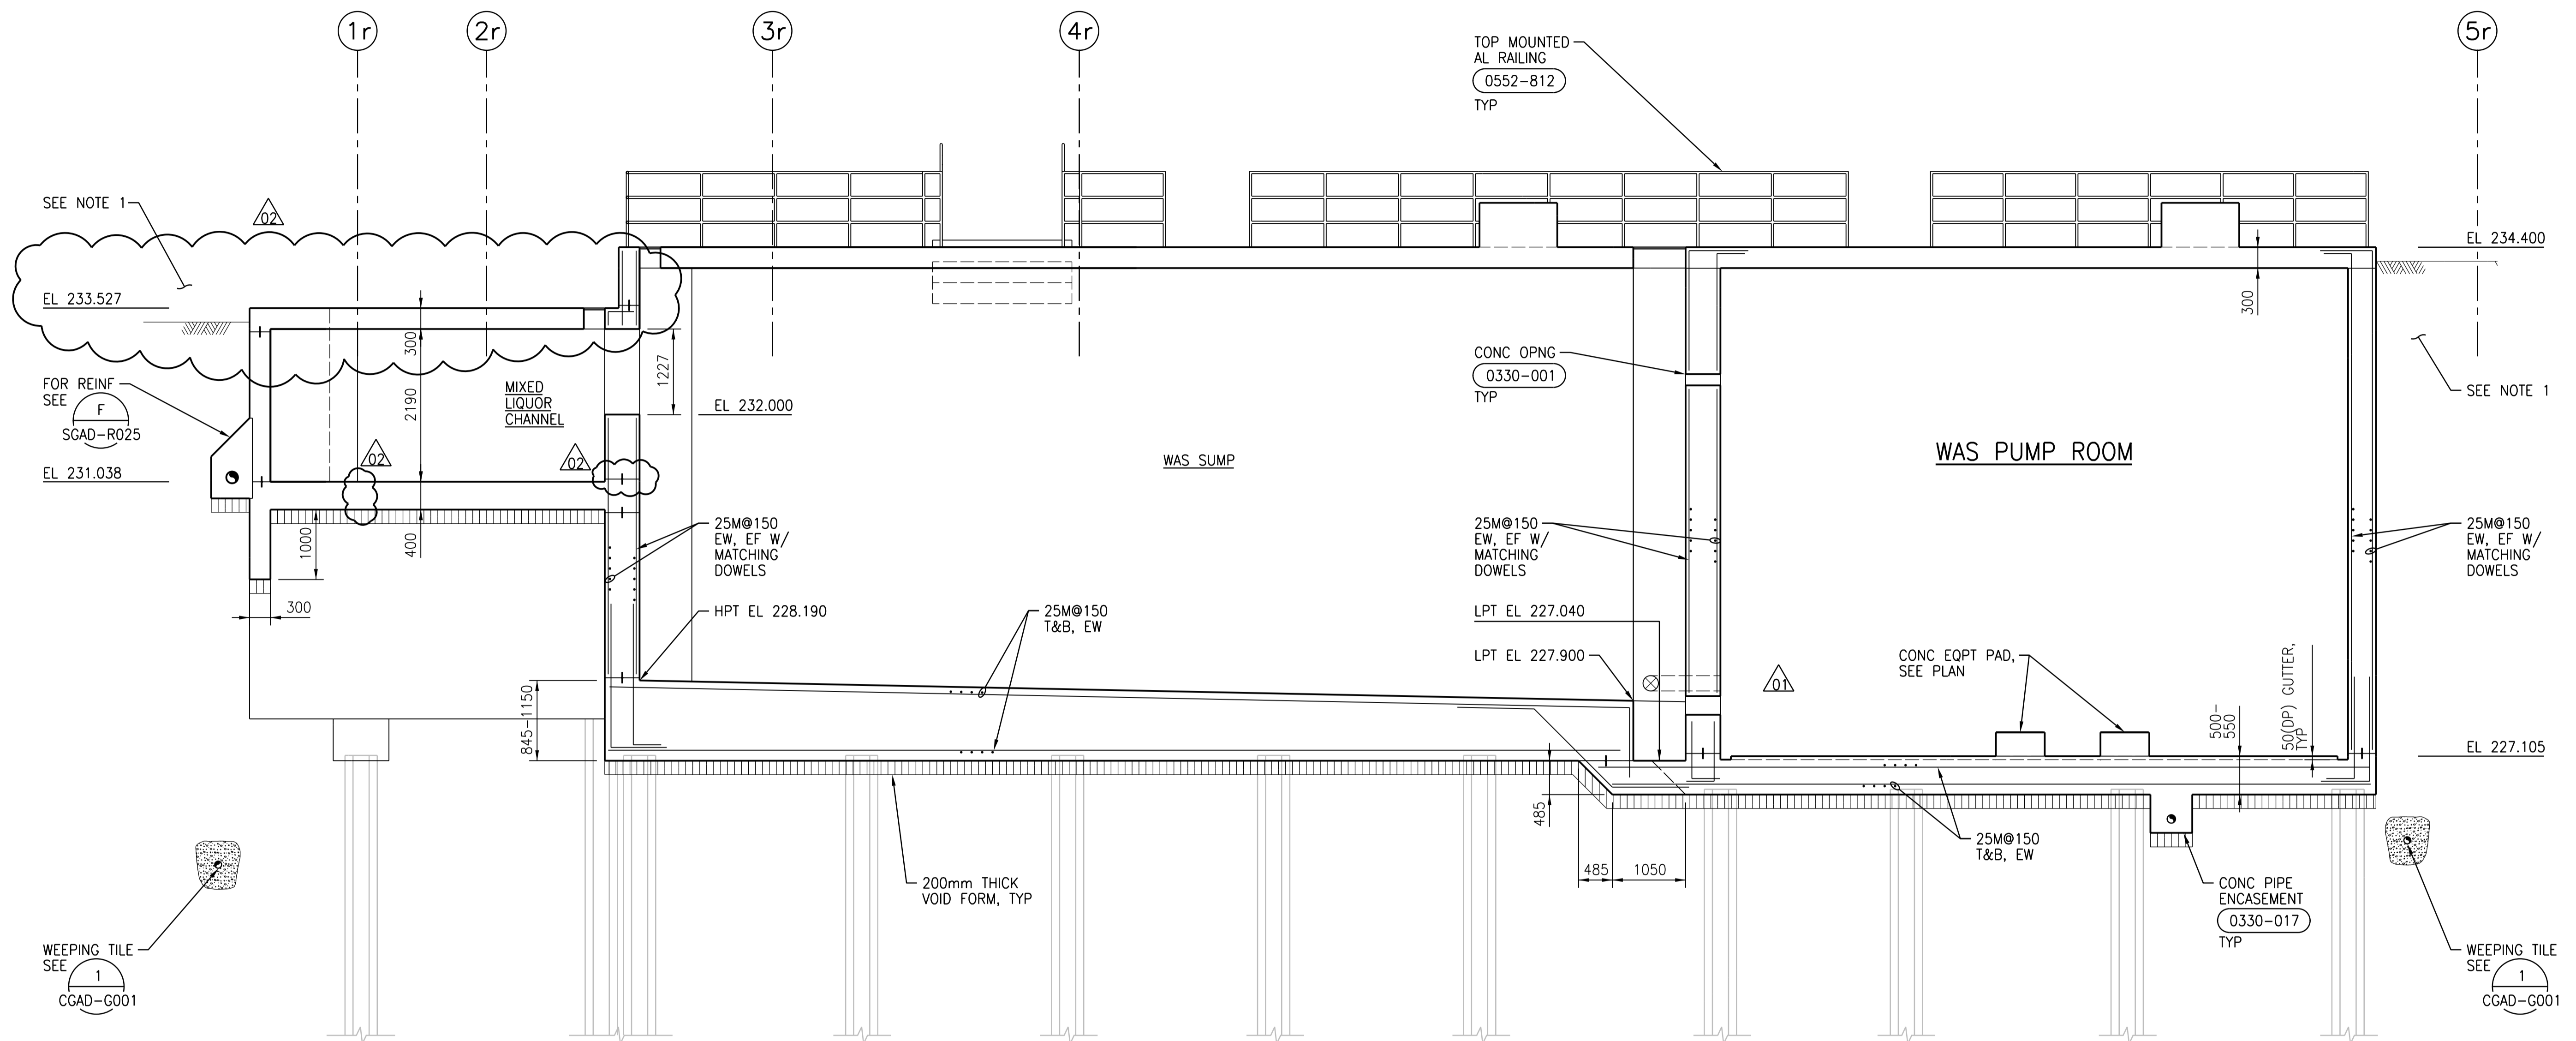 1r
2r
3r
4r
5r
TOP MOUNTED
AL RAILING
0552-812
TYP
SEE NOTE 1
02
EL 234.400
EL 233.527
300
300
1227
CONC OPNG
0330-001
TYP
SEE NOTE 1
FOR REINF
SEE
F
SGAD-R025
MIXED
LIQUOR
CHANNEL
2190
EL 232.000
02
02
WAS SUMP
WAS PUMP ROOM
EL 231.038
1000
400
25M@150
EW, EF W/
MATCHING
DOWELS
25M@150
EW, EF W/
MATCHING
DOWELS
25M@150
EW, EF W/
MATCHING
DOWELS
300
HPT EL 228.190
25M@150
T&B, EW
LPT EL 227.040
LPT EL 227.900
01
CONC EQPT PAD,
SEE PLAN
845-1150
500-
550
50(DP) GUTTER,
TYP
EL 227.105
485
485
1050
25M@150
T&B, EW
200mm THICK
VOID FORM, TYP
CONC PIPE
ENCASEMENT
0330-017
TYP
WEEPING TILE
SEE
1
CGAD-G001
WEEPING TILE
SEE
1
CGAD-G001